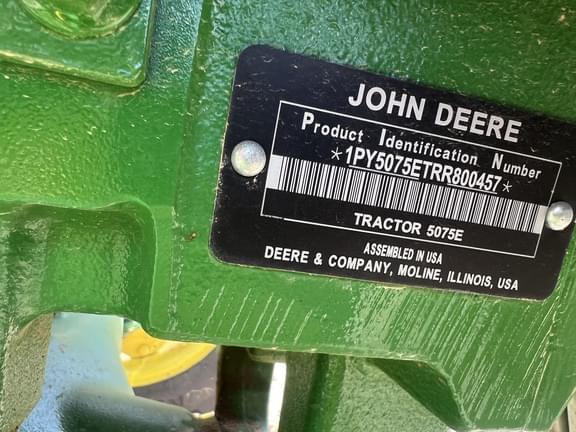 JOHN DEERE
Product Identification Number
*1PY5075ETRR800457*
TRACTOR 5075E
ASSEMBLED IN USA
DEERE & COMPANY, MOLINE, ILLINOIS, USA